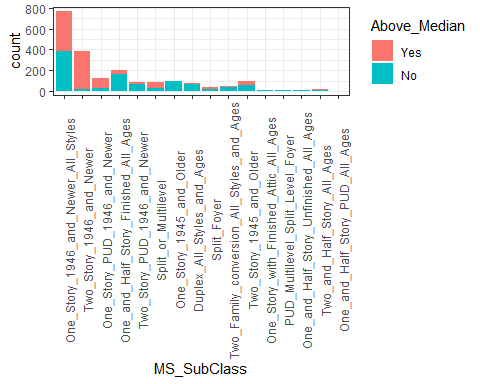 800
600
400
200
0
count
One_Story_1946_and_Newer_All_Styles
Two_Story_1946_and_Newer
One_Story_PUD_1946_and_Newer
One_and_Half_Story_Finished_All_Ages
Two_Story_PUD_1946_and_Newer
Split_or_Multilevel
One_Story_1945_and_Older
Duplex_All_Styles_and_Ages
Split_Foyer
Two_Family_conversion_All_Styles_and_Ages
Two_Story_1945_and_Older
One_Story_with_Finished_Attic_All_Ages
PUD_Multilevel_Split_Level_Foyer
One_and_Half_Story_Unfinished_All_Ages
Two_and_Half_Story_All_Ages
One_and_Half_Story_PUD_All_Ages
MS_SubClass
Above_Median
Yes
No